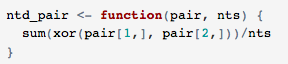 ntd_pair <- function(pair, nts) {
  sum(xor(pair[1,], pair[2,]))/nts
}